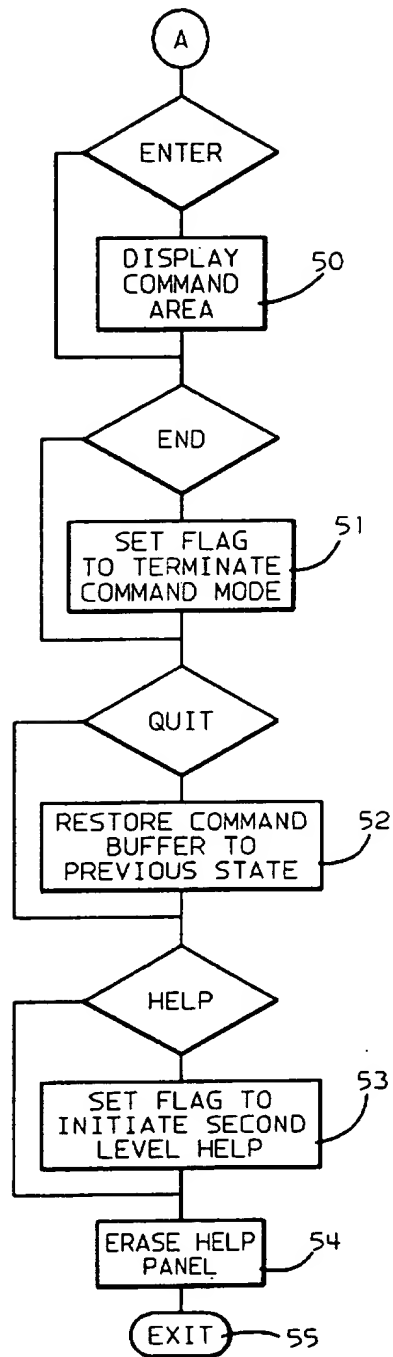 A
ENTER
DISPLAY
COMMAND
AREA
50
END
SET FLAG
TO TERMINATE
COMMAND MODE
51
QUIT
RESTORE COMMAND
BUFFER TO
PREVIOUS STATE
52
HELP
SET FLAG TO
INITIATE SECOND
LEVEL HELP
53
ERASE HELP
PANEL
54
EXIT
55